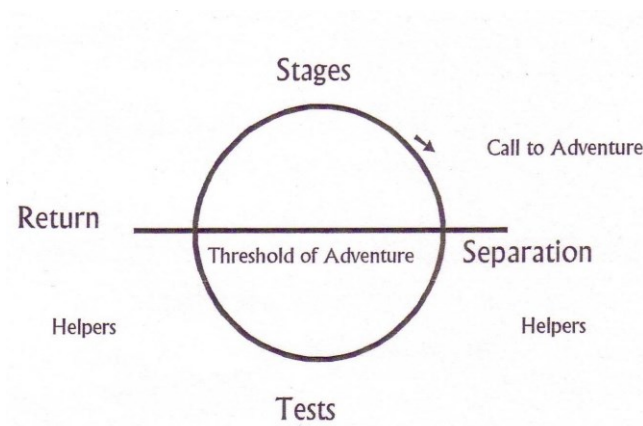 Stages
Call to Adventure
Return
Threshold of Adventure
Separation
Helpers
Helpers
Tests